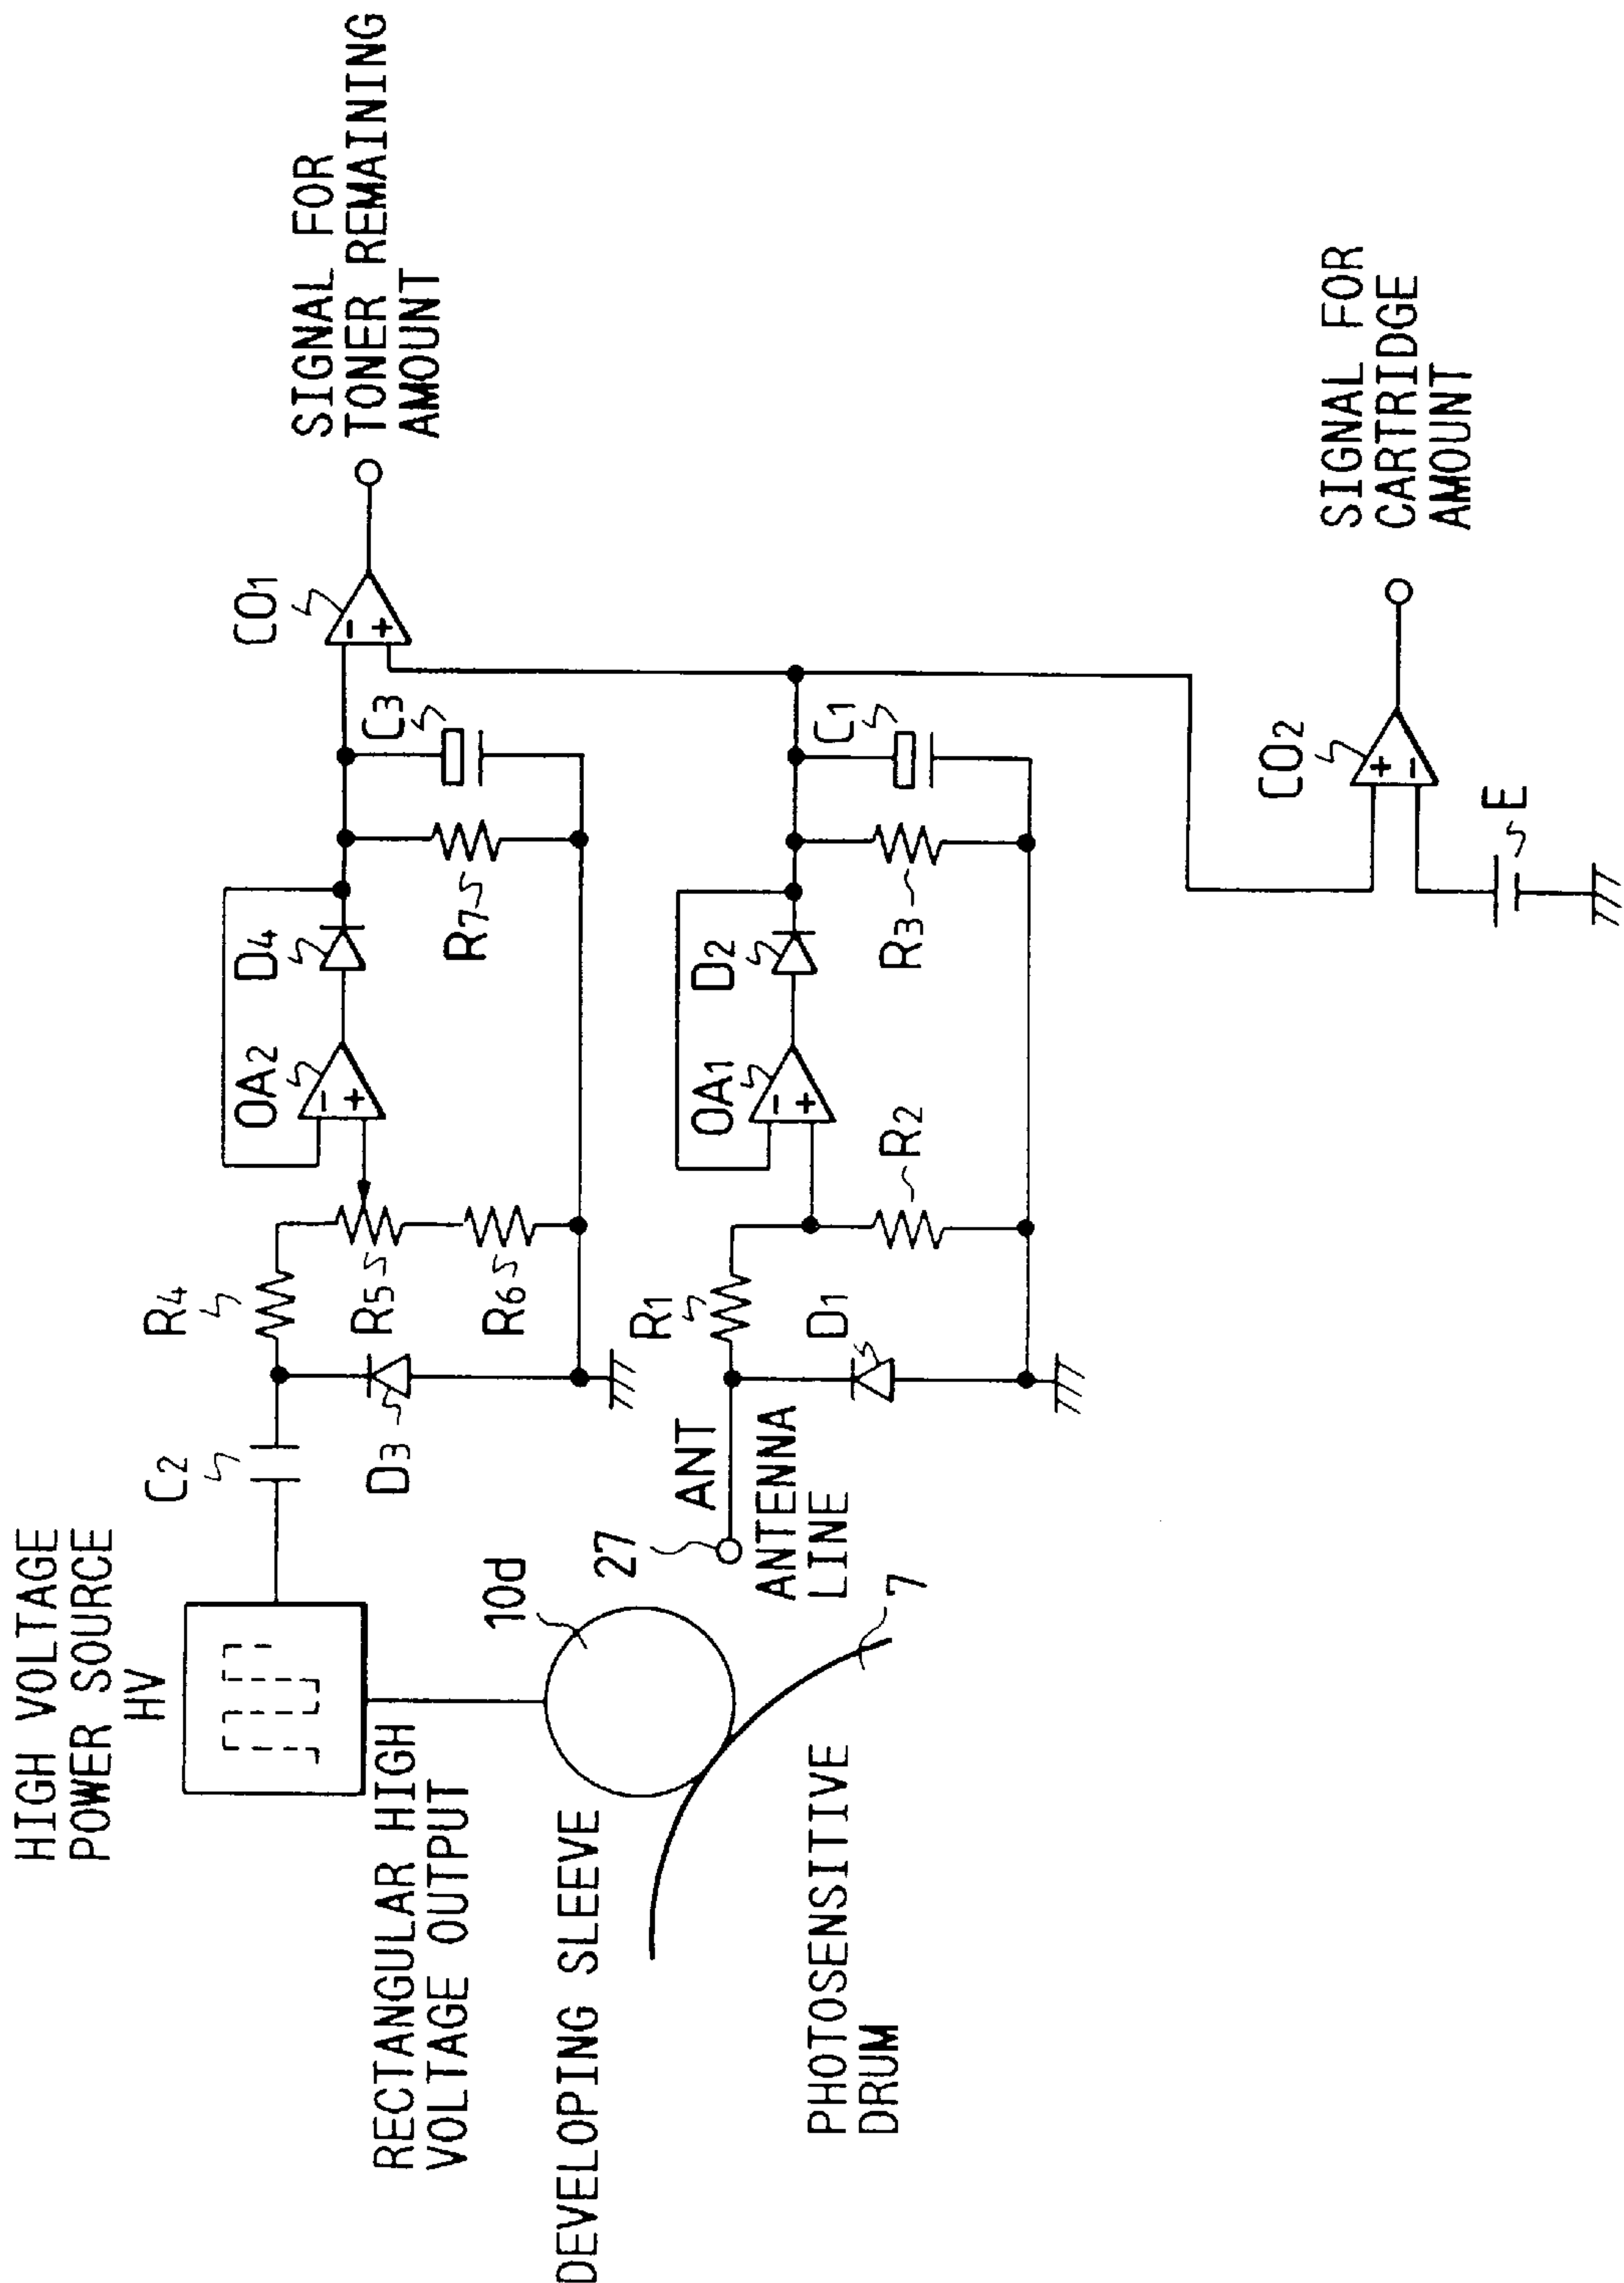 HIGH VOLTAGE
POWER SOURCE
HV
RECTANGULAR HIGH
VOLTAGE OUTPUT
DEVELOPING SLEEVE
10d
PHOTOSENSITIVE
DRUM
7
27
ANT
ANTENNA
LINE
C2
R4
D3
R5
R6
OA2
-
+
D4
R7
C3
CO1
-
+
SIGNAL FOR
TONER REMAINING
AMOUNT
R1
D1
R2
OA1
-
+
D2
R3
C1
CO2
+
-
E
SIGNAL FOR
CARTRIDGE
AMOUNT